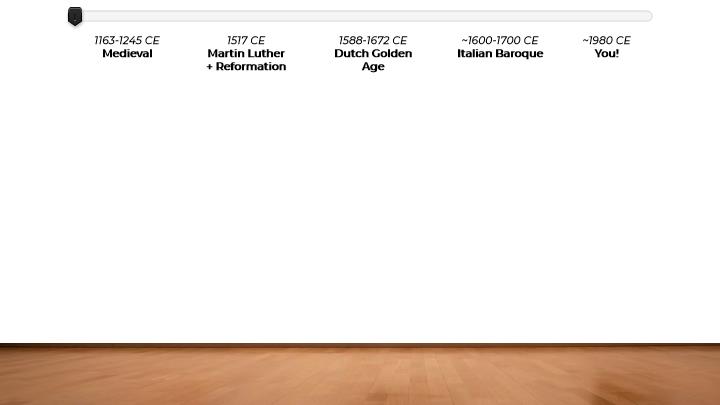 1163-1245 CE
Medieval
1517 CE
Martin Luther
+ Reformation
1588-1672 CE
Dutch Golden
Age
~1600-1700 CE
Italian Baroque
~1980 CE
You!